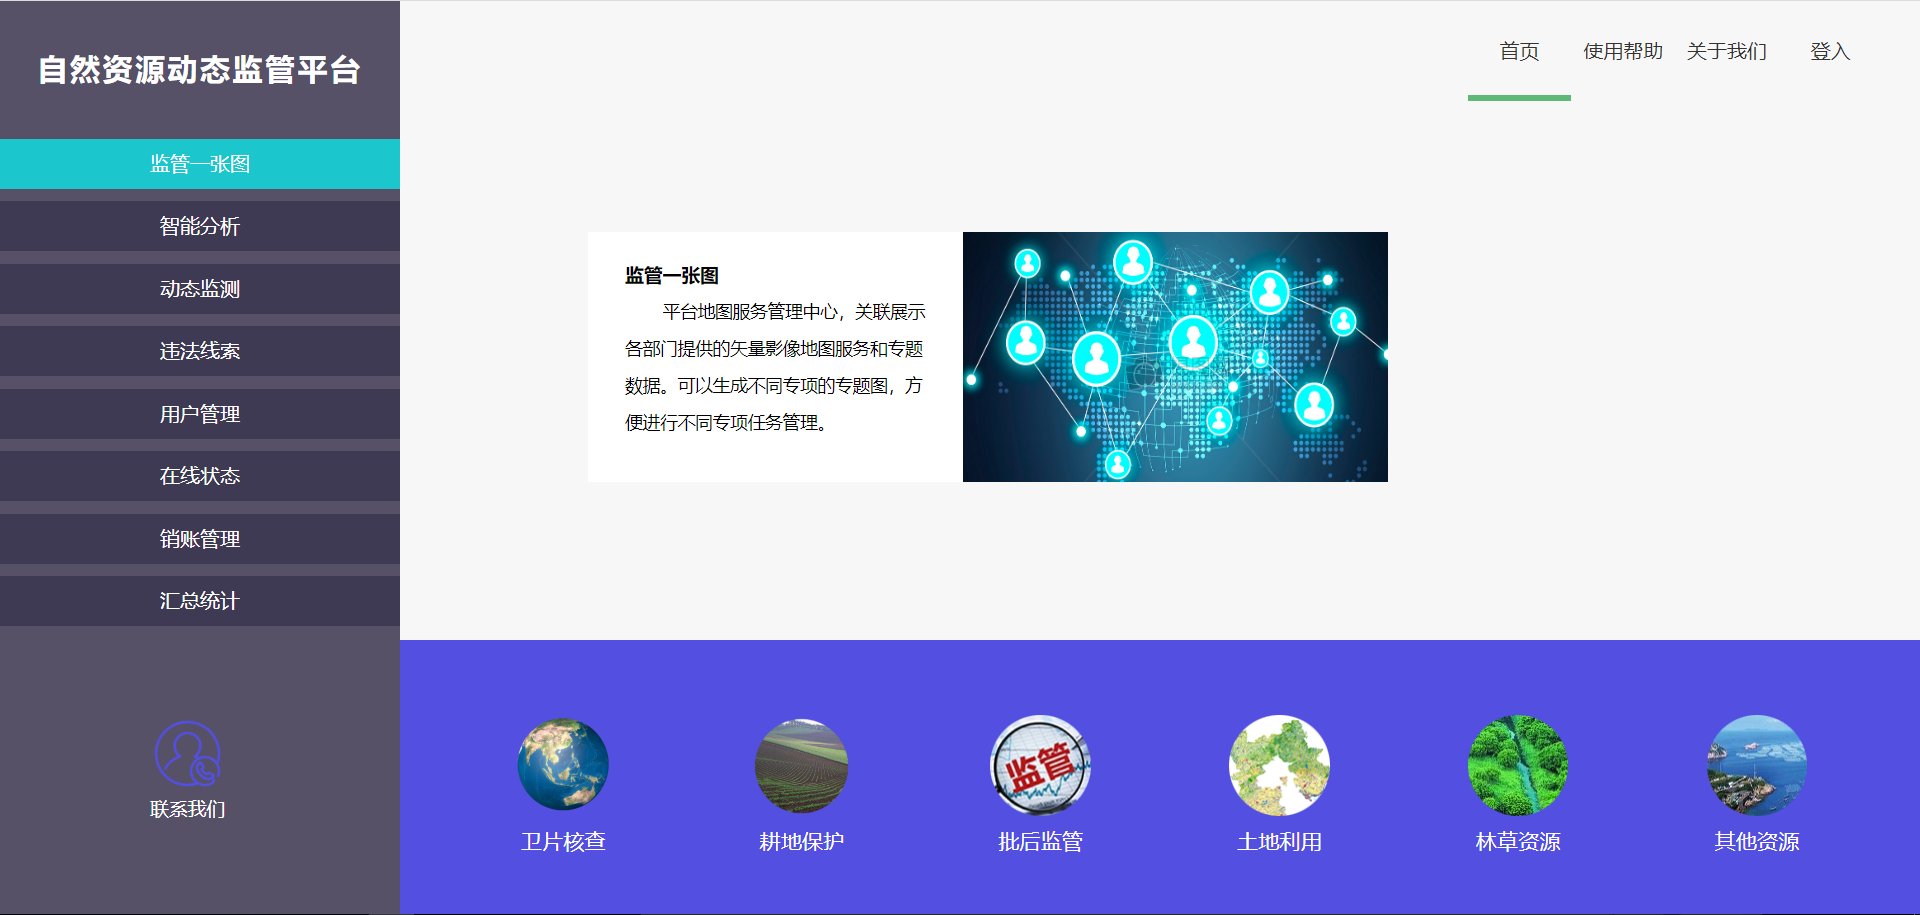 自然资源动态监管平台
首页
使用帮助
关于我们
登入
监管一张图
智能分析
动态监测
违法线索
用户管理
在线状态
销账管理
汇总统计
联系我们
监管一张图
平台地图服务管理中心，关联展示
各部门提供的矢量影像地图服务和专题
数据。可以生成不同专项的专题图，方
便进行不同专项任务管理。
监管
卫片核查
耕地保护
批后监管
土地利用
林草资源
其他资源